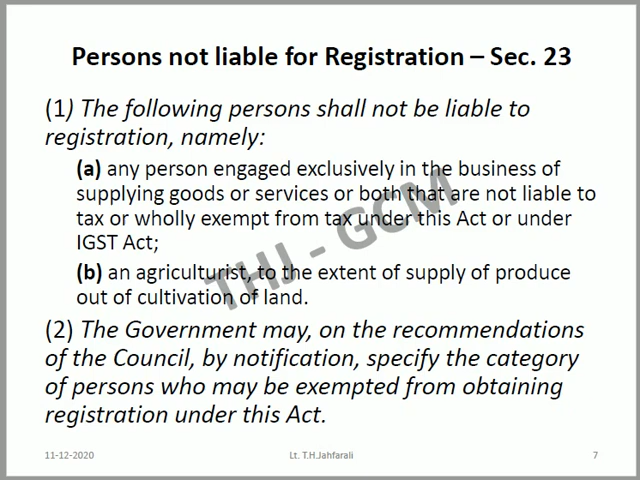 Persons not liable for Registration – Sec. 23
(1) The following persons shall not be liable to
registration, namely:
(a) any person engaged exclusively in the business of
supplying goods or services or both that are not liable to
tax or wholly exempt from tax under this Act or under
IGST Act;
(b) an agriculturist, to the extent of supply of produce
out of cultivation of land.
(2) The Government may, on the recommendations
of the Council, by notification, specify the category
of persons who may be exempted from obtaining
registration under this Act.
THJ - GCM
11-12-2020
Lt. T.H.Jahfarali
7